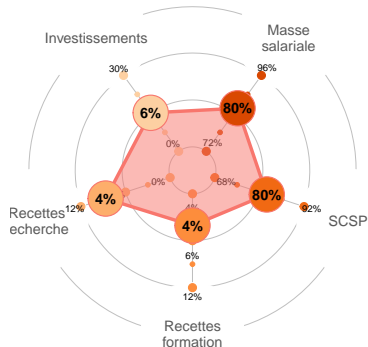 Investissements
Masse
salariale
30%
96%
6%
80%
0%
72%
0%
68%
4%
80%
Recettes
echerche
12%
4%
4%
92%
SCSP
6%
12%
Recettes
formation